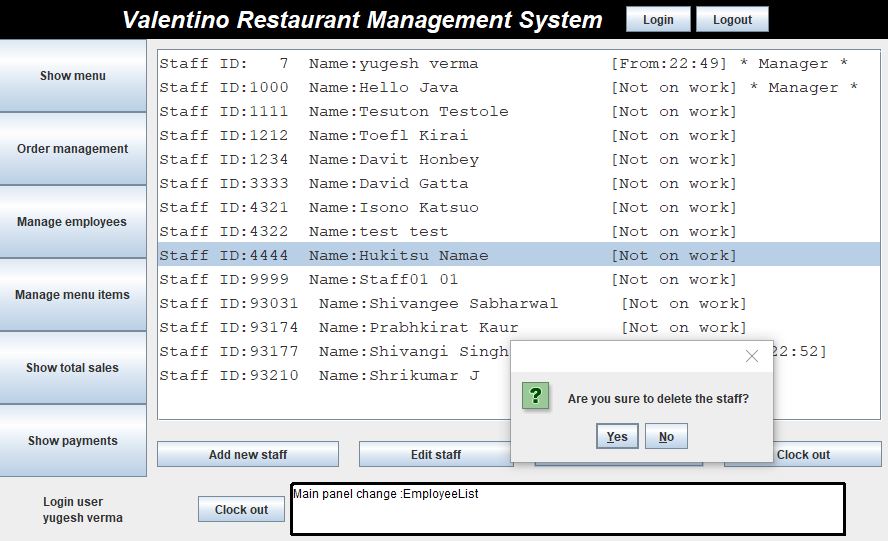 Valentino Restaurant Management System
Login
Logout
Show menu
Order management
Manage employees
Manage menu items
Show total sales
Show payments
Staff ID:   7  Name:yugesh verma             [From:22:49] * Manager *
Staff ID:1000  Name:Hello Java               [Not on work] * Manager *
Staff ID:1111  Name:Tesuton Testole          [Not on work]
Staff ID:1212  Name:Toefl Kirai              [Not on work]
Staff ID:1234  Name:Davit Honbey             [Not on work]
Staff ID:3333  Name:David Gatta              [Not on work]
Staff ID:4321  Name:Isono Katsuo             [Not on work]
Staff ID:4322  Name:test test                [Not on work]
Staff ID:4444  Name:Hukitsu Namae            [Not on work]
Staff ID:9999  Name:Staff01 01               [Not on work]
Staff ID:93031  Name:Shivangee Sabharwal      [Not on work]
Staff ID:93174  Name:Prabhkirat Kaur          [Not on work]
Staff ID:93177  Name:Shivangi Singh 22:52]
Staff ID:93210  Name:Shrikumar J
?
Are you sure to delete the staff?
Yes
No
Add new staff
Edit staff
Clock out
Login user
yugesh verma
Clock out
Main panel change :EmployeeList